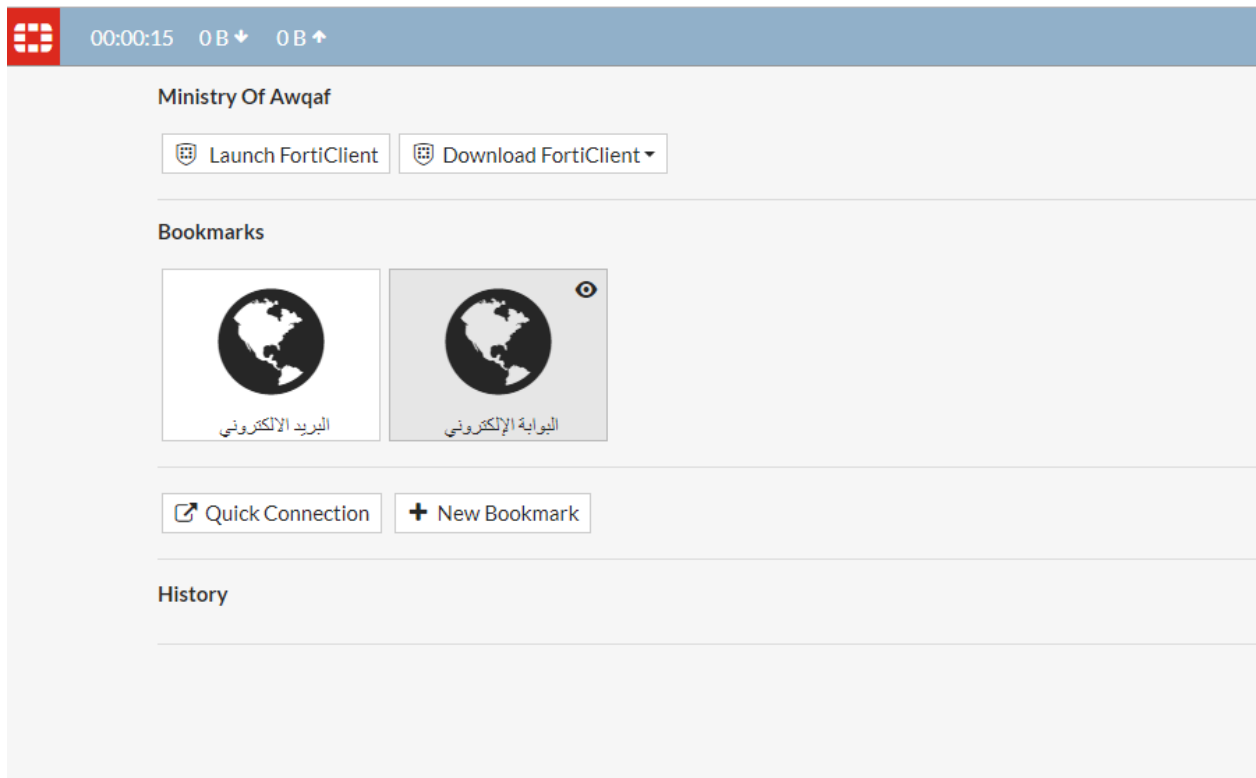 00:00:15 0 B 0 B
Ministry Of Awqaf
Launch FortiClient Download FortiClient
Bookmarks
البريد الالكتروني البوابة الإلكتروني
Quick Connection New Bookmark
History